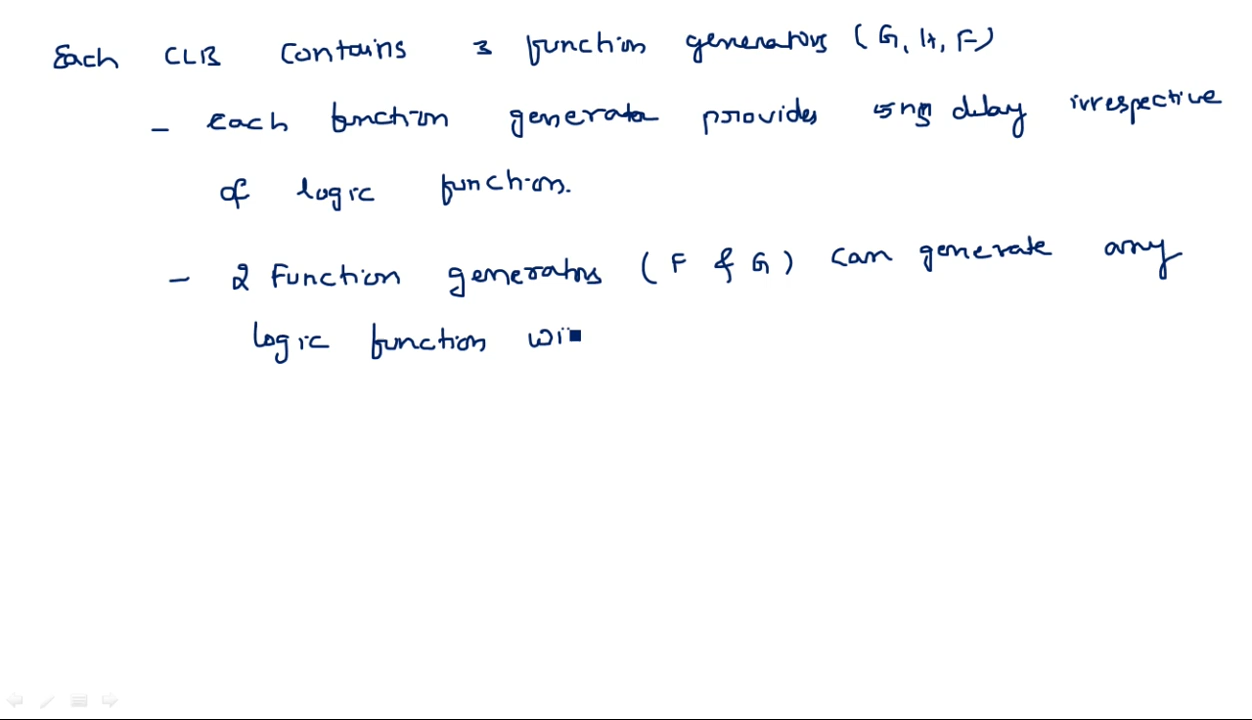 Each CLB Contains 3 function generators (G, H, F)
- each function generator provides 5ns delay irrespective
of logic function.
- 2 Function generators (F & G) can generate any
logic function wi